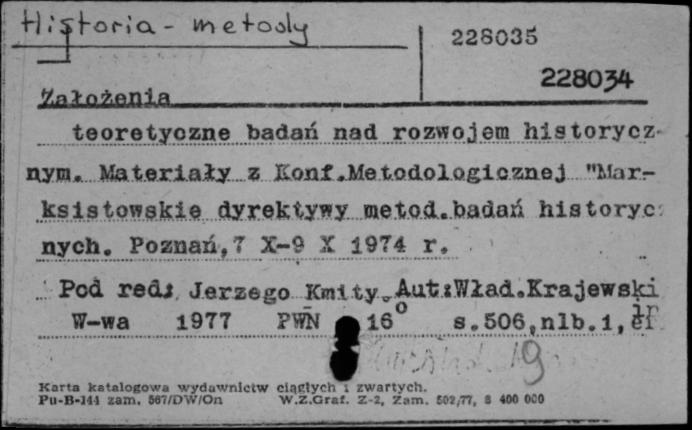 Historia - metody
228035
228034
Założenia
teoretyczne badań nad rozwojem historycz-
nym. Materiały z Konf.Metodologicznej "Mar-
ksistowskie dyrektywy metod.badań historyc
nych. Poznań,7 X-9 X 1974 r.
Pod red: Jerzego Kmity. Aut:Wład.Krajewski
W-wa 1977 PWN 16° s.506,nlb.1,
19
Karta katalogowa wydawnictw ciągłych i zwartych.
Pu-B-144 zam. 567/DW/On W.Z.Graf. Z-2, Zam. 502/77, 8 400 000